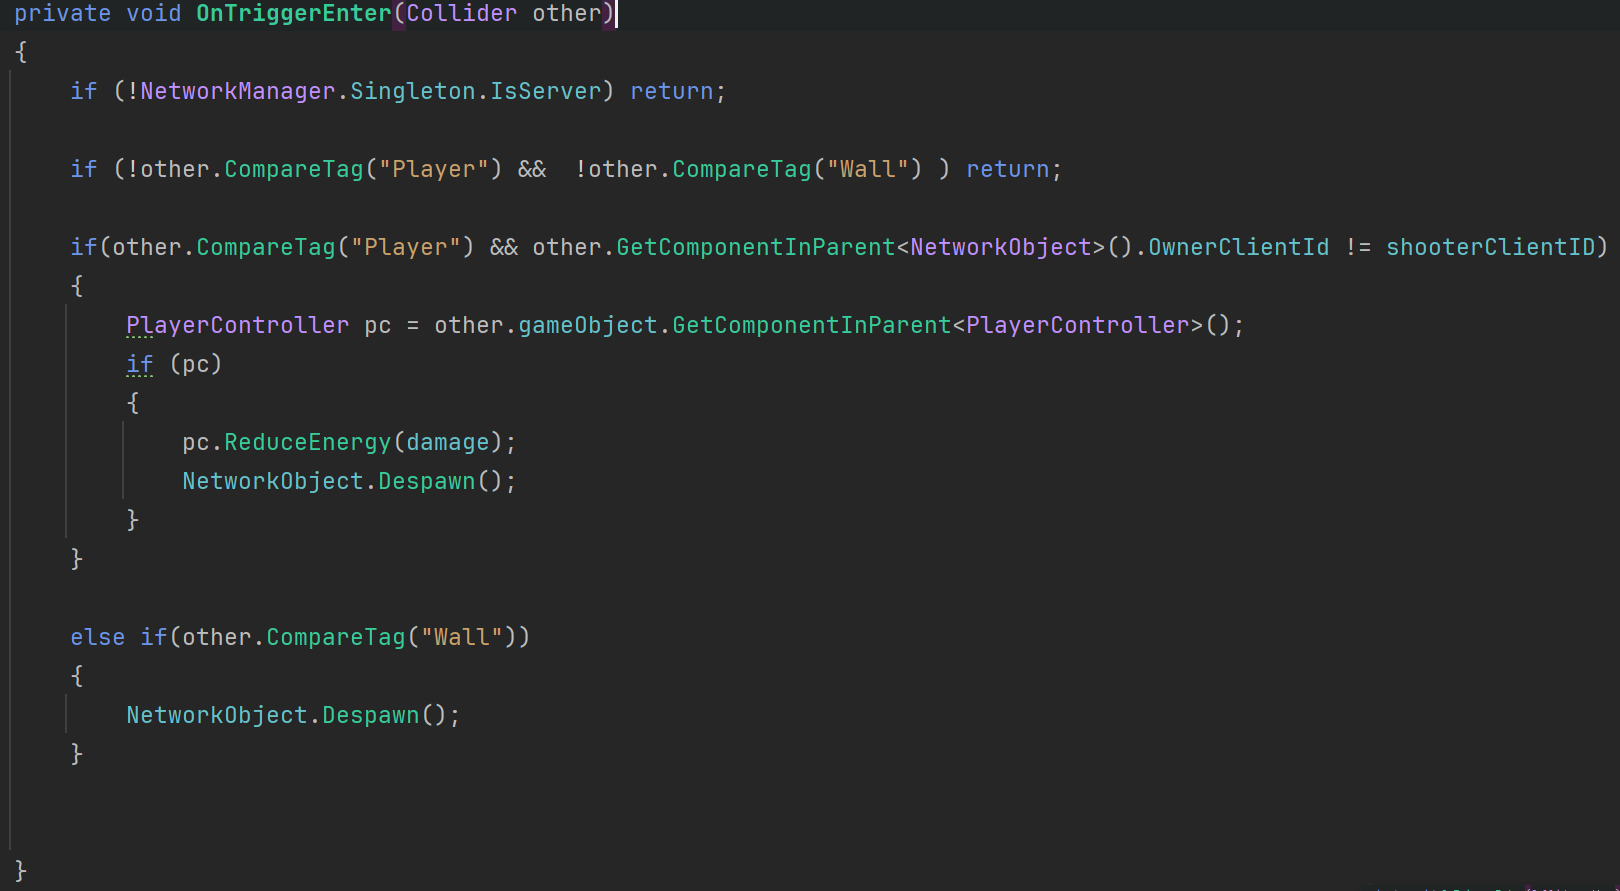 private void OnTriggerEnter(Collider other)
{
    if (!NetworkManager.Singleton.IsServer) return;
    if (!other.CompareTag("Player") &&  !other.CompareTag("Wall") ) return;
    if(other.CompareTag("Player") && other.GetComponentInParent<NetworkObject>().OwnerClientId != shooterClientID)
    {
        PlayerController pc = other.gameObject.GetComponentInParent<PlayerController>();
        if (pc)
        {
            pc.ReduceEnergy(damage);
            NetworkObject.Despawn();
        }
    }
    else if(other.CompareTag("Wall"))
    {
        NetworkObject.Despawn();
    }
}